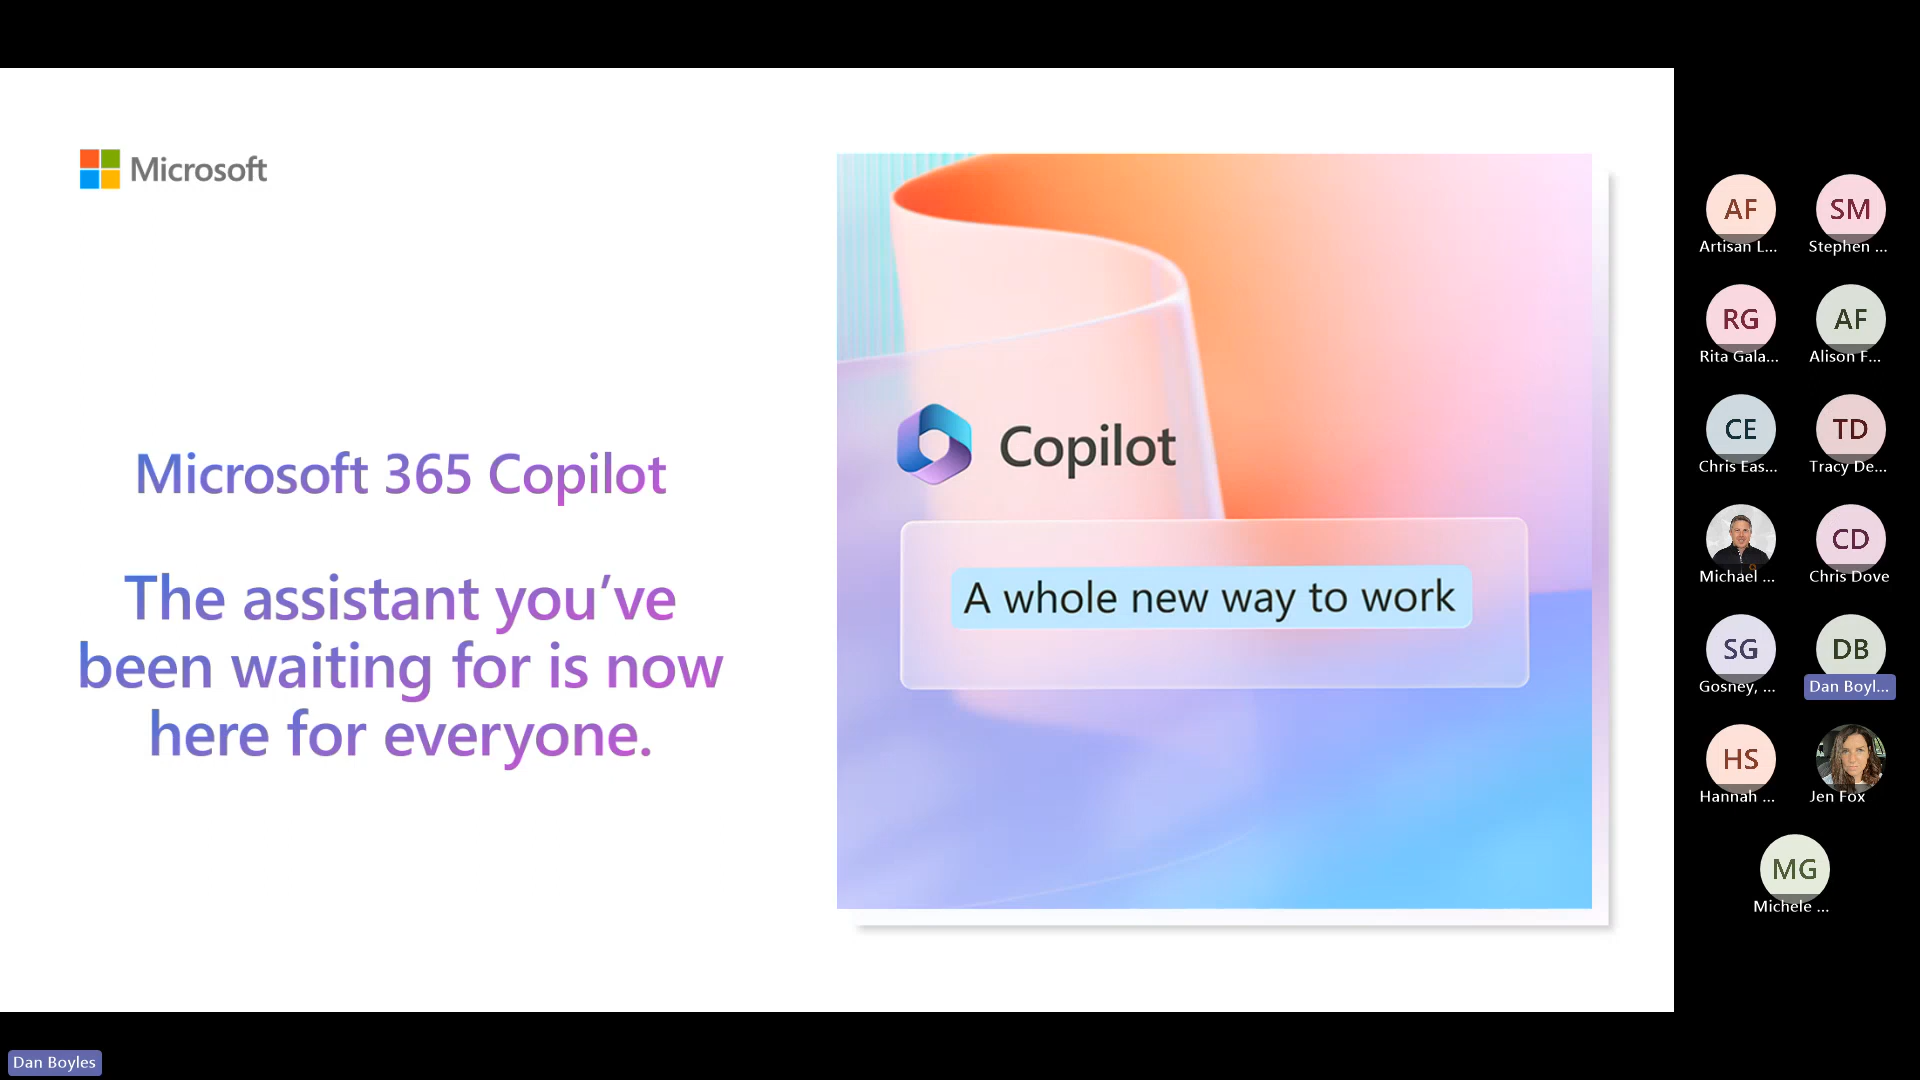 Microsoft
Microsoft 365 Copilot
The assistant you’ve
been waiting for is now
here for everyone.
Copilot
A whole new way to work
AF
Artisan L...
SM
Stephen ...
RG
Rita Gala...
AF
Alison F...
CE
Chris Eas...
TD
Tracy De...
Michael ...
CD
Chris Dove
SG
Gosney, ...
DB
Dan Boyl...
HS
Hannah ...
Jen Fox
MG
Michele ...
Dan Boyles